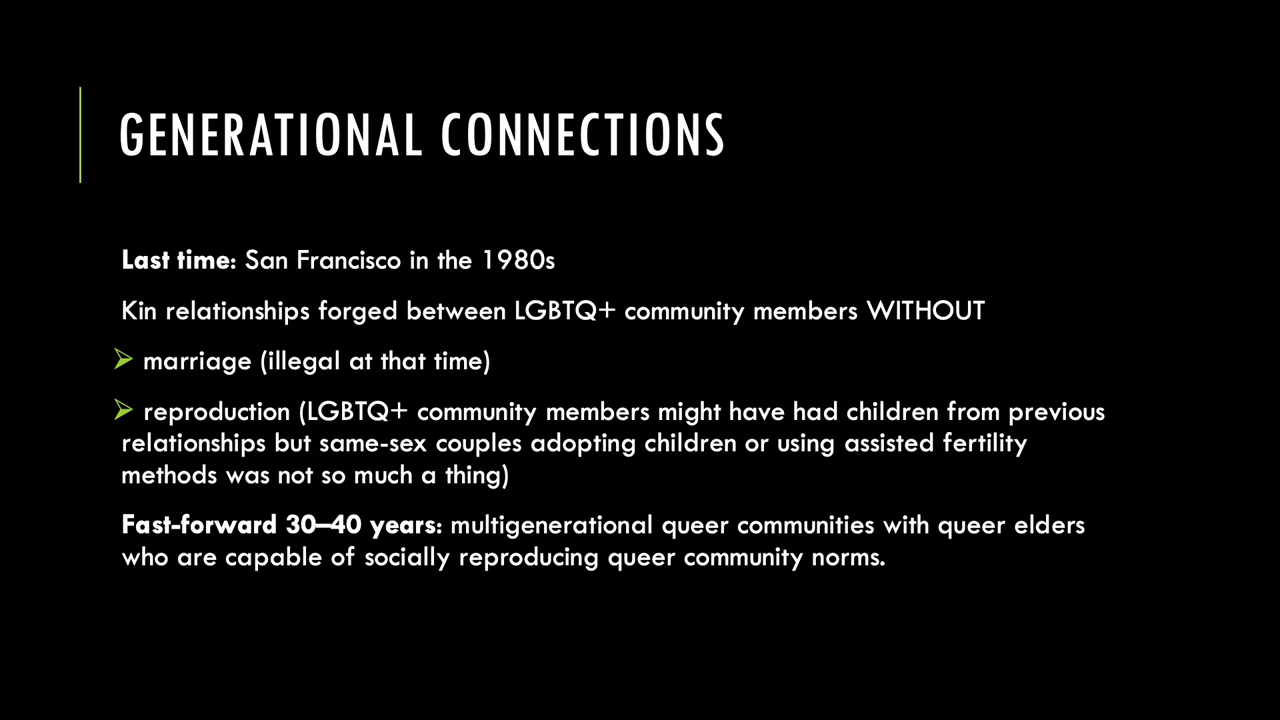 GENERATIONAL CONNECTIONS
Last time: San Francisco in the 1980s
Kin relationships forged between LGBTQ+ community members WITHOUT
marriage (illegal at that time)
reproduction (LGBTQ+ community members might have had children from previous
relationships but same-sex couples adopting children or using assisted fertility
methods was not so much a thing)
Fast-forward 30–40 years: multigenerational queer communities with queer elders
who are capable of socially reproducing queer community norms.